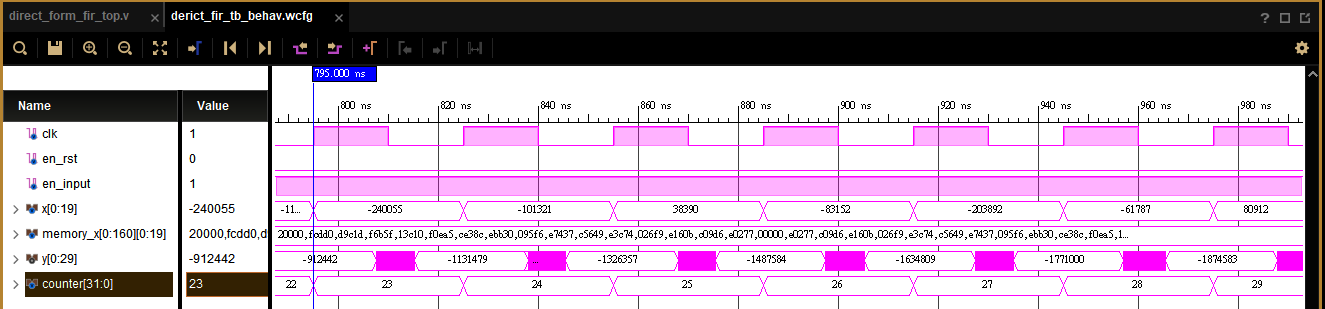 direct_form_fir_top.v × derict_fir_tb_behav.wcfg ×
?
795.000 ns
Name Value 800 ns 820 ns 840 ns 860 ns 880 ns 900 ns 920 ns 940 ns 960 ns 980 ns
clk 1
en_rst 0
en_input 1
x[0:19] -240055 -11... -240055 -101321 38390 -83152 -203892 -61787 80912
memory_x[0:160][0:19] 20000,fcdd0,d 20000,fcdd0,d9c1d,f6b5f,13c10,f0ea5,ce38c,ebb30,095f6,e7437,c5649,e3c74,026f9,e160b,c09d6,e0277,00000,e0277,c09d6,e160b,026f9,e3c74,c5649,e7437,095f6,ebb30,ce38c,f0ea5,1...
y[0:29] -912442 -912442 -1131479 ... -1326357 -1487584 -1634809 -1771000 -1874583
counter[31:0] 23 22 23 24 25 26 27 28 29